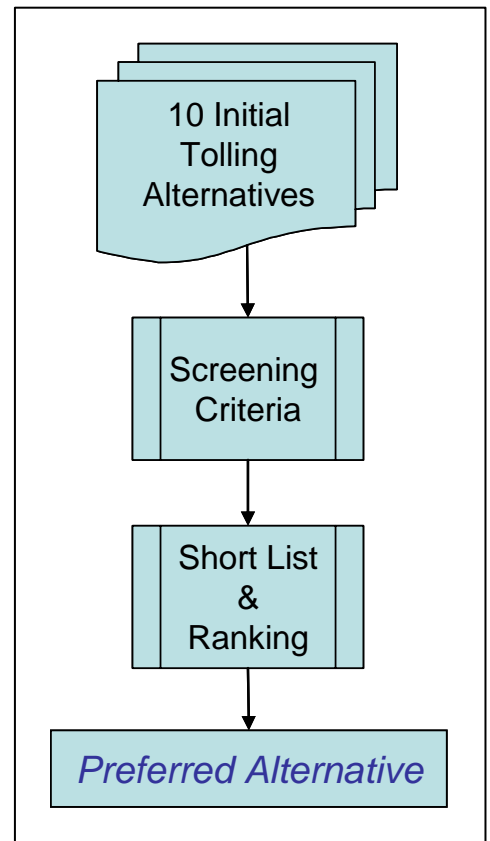 10 Initial
Tolling
Alternatives
Screening
Criteria
Short List
&
Ranking
Preferred Alternative